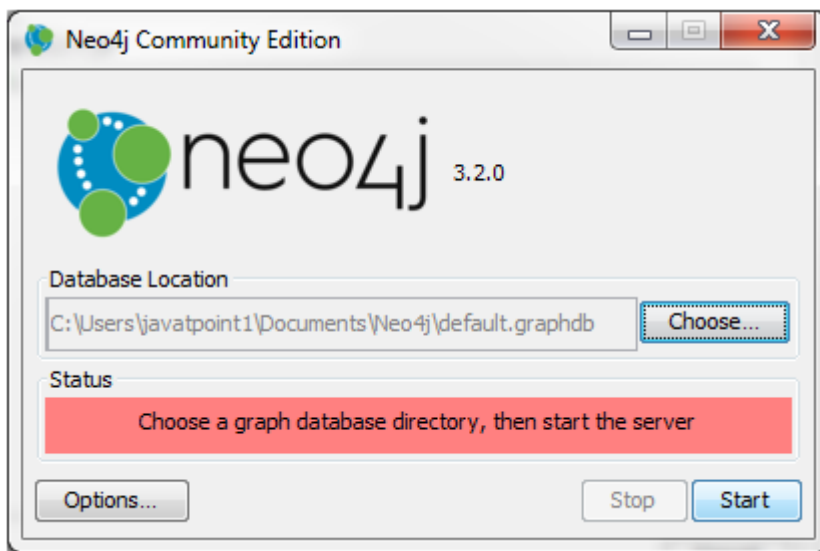 Neo4j Community Edition
neo4j 3.2.0
Database Location
C:\Users\javatpoint1\Documents\Neo4j\default.graphdb Choose...
Status
Choose a graph database directory, then start the server
Options... Stop Start